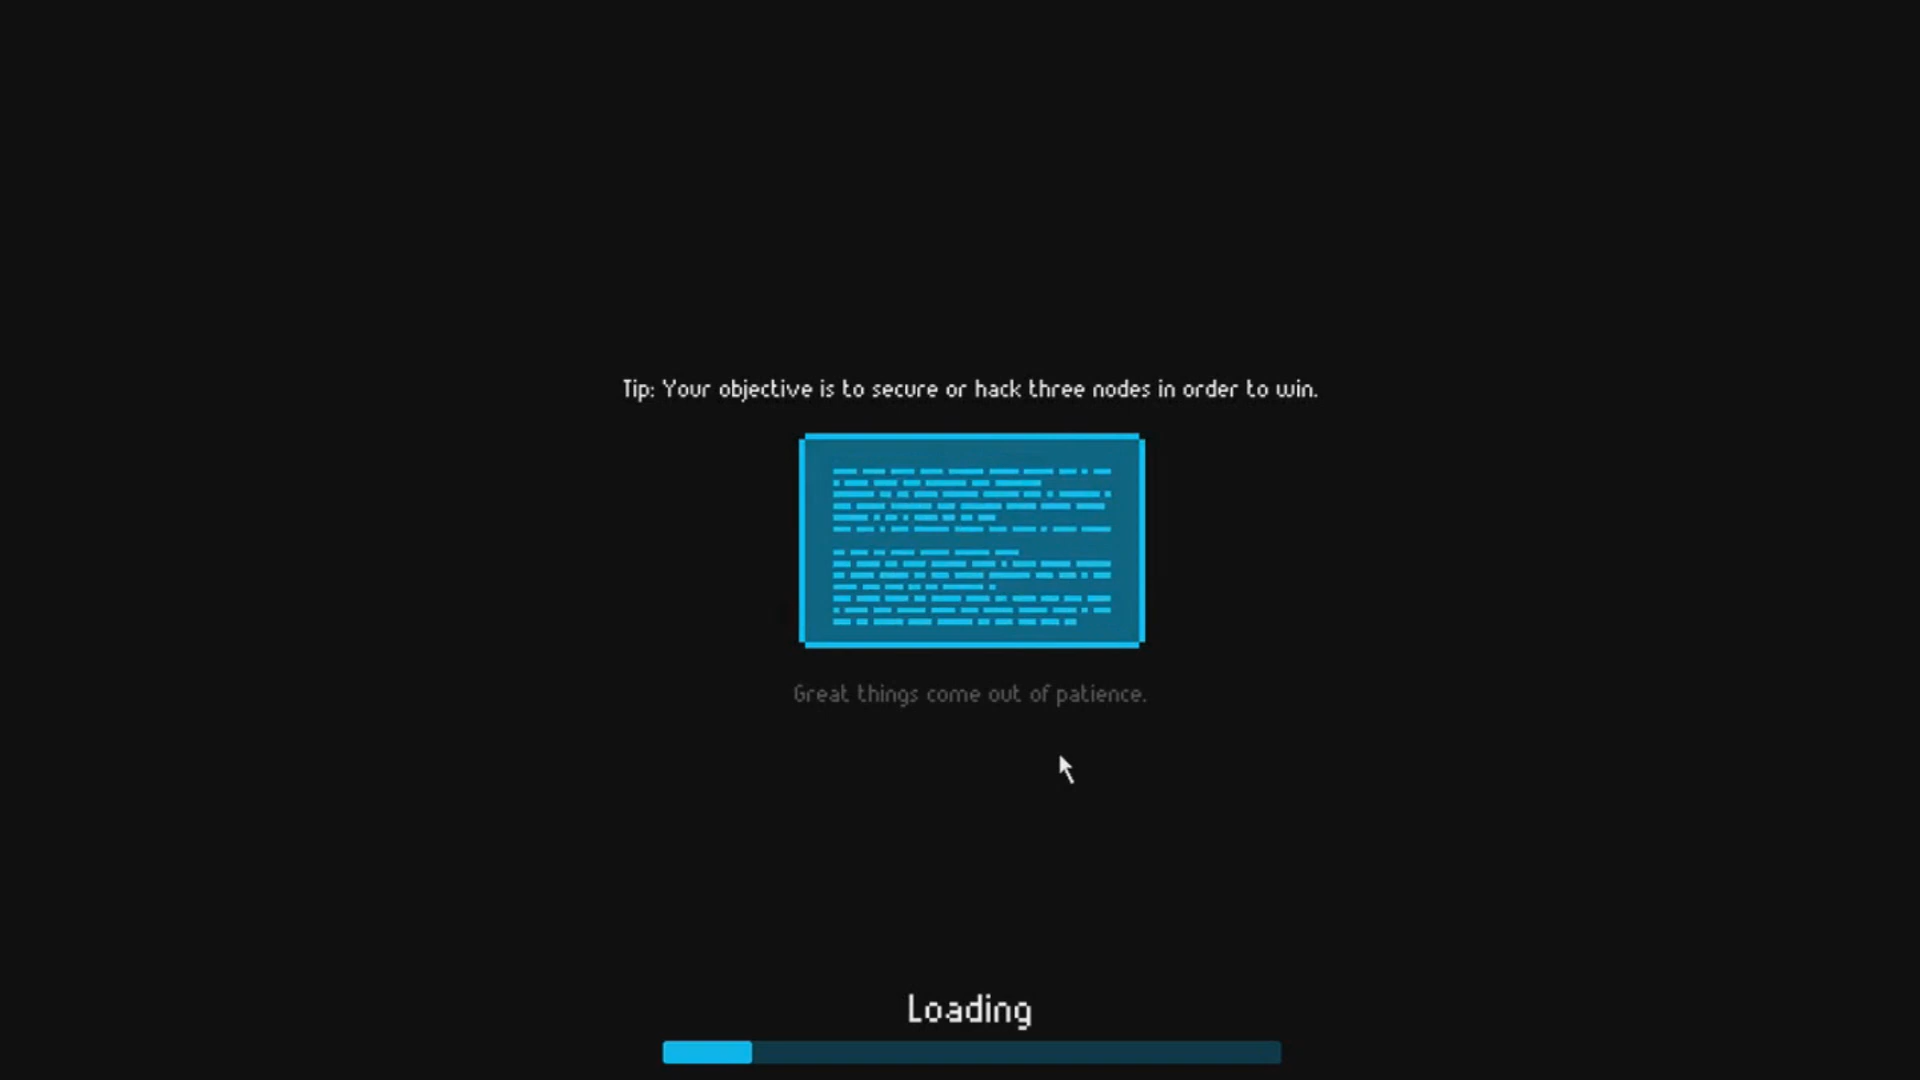 Tip: Your objective is to secure or hack three nodes in order to win.
Great things come out of patience.
Loading